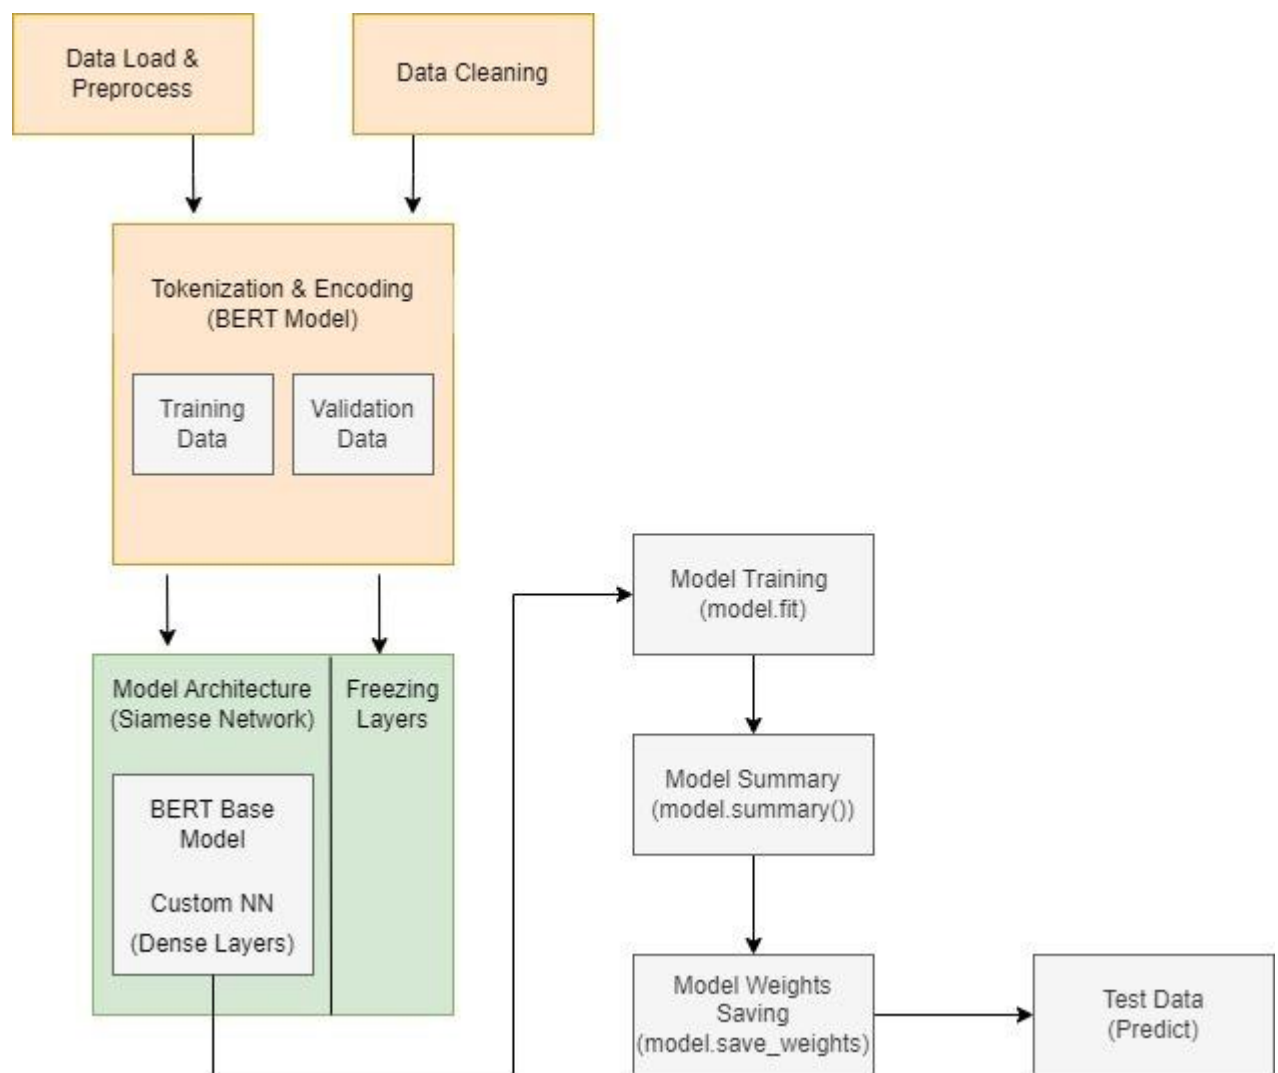 Data Load &
Preprocess
Data Cleaning
Tokenization & Encoding
(BERT Model)
Training
Data
Validation
Data
Model Architecture
(Siamese Network)
Freezing
Layers
BERT Base
Model
Custom NN
(Dense Layers)
Model Training
(model.fit)
Model Summary
(model.summary())
Model Weights
Saving
(model.save_weights)
Test Data
(Predict)